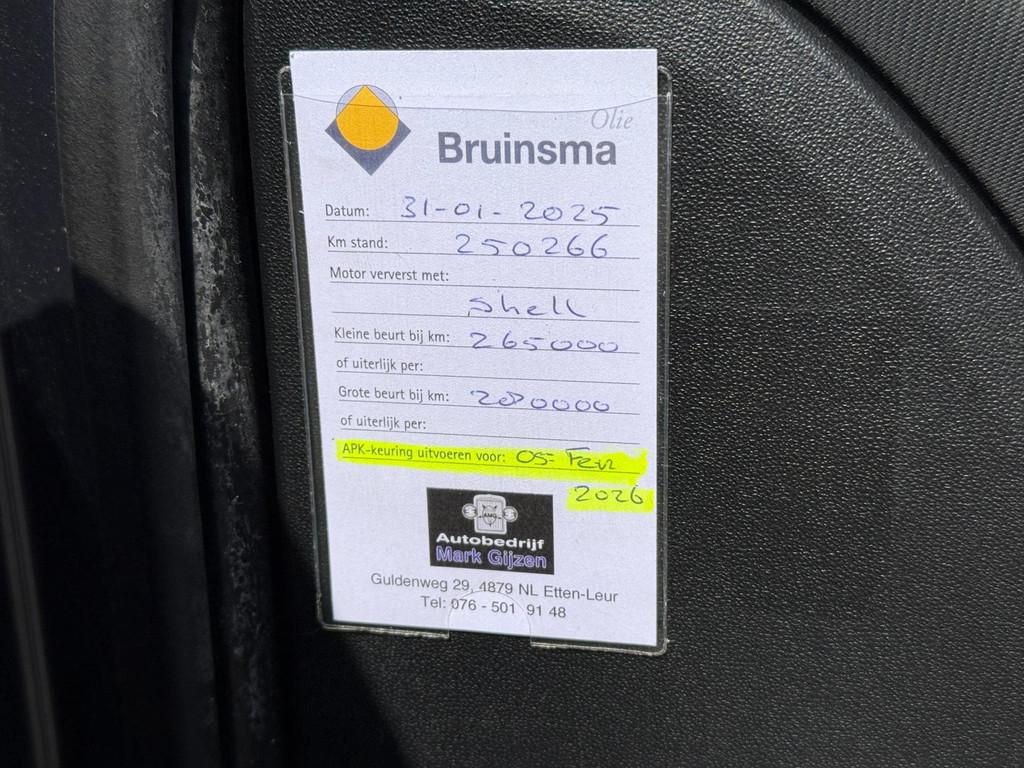 Olie
Bruinsma
Datum: 31-01-2025
Km stand: 250266
Motor ververst met:
Shell
Kleine beurt bij km: 265000
of uiterlijk per:
Grote beurt bij km: 280000
of uiterlijk per:
APK-keuring uitvoeren voor: 05- Fev
2026
AMG
Autobedrijf
Mark Gijzen
Guldenweg 29, 4879 NL Etten-Leur
Tel: 076 - 501 91 48